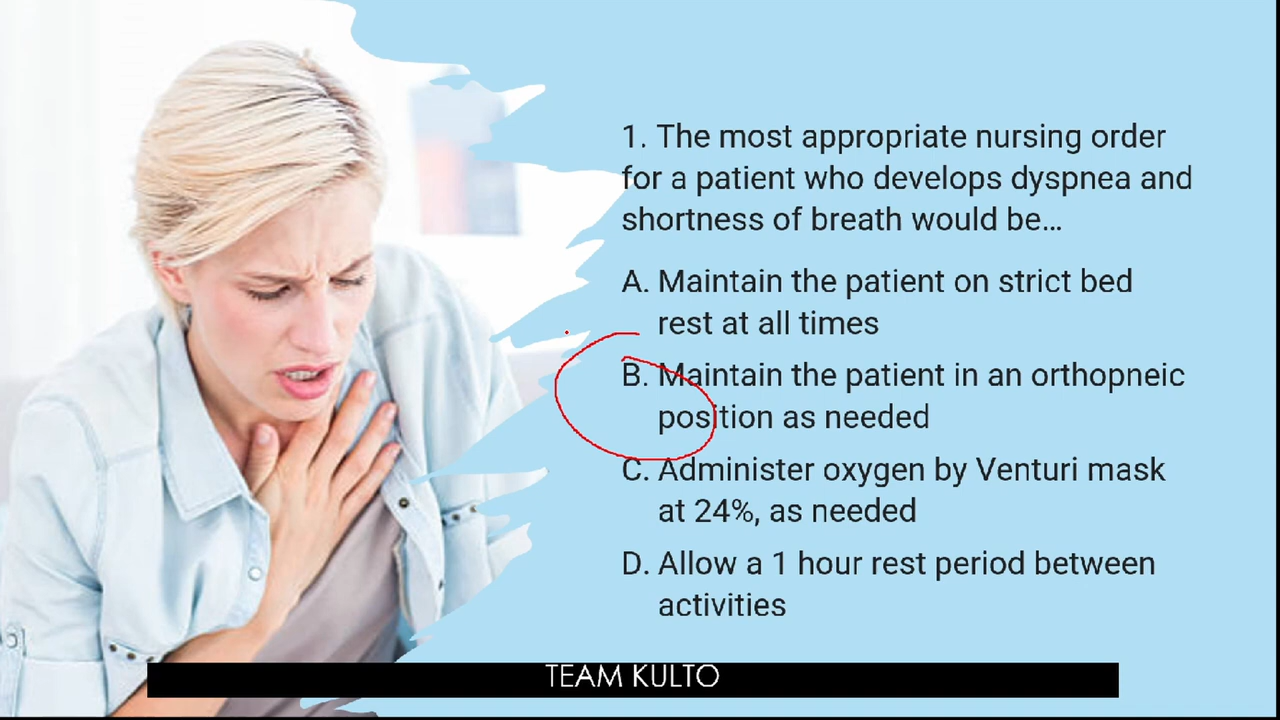 1. The most appropriate nursing order
for a patient who develops dyspnea and
shortness of breath would be...
A. Maintain the patient on strict bed
rest at all times
B. Maintain the patient in an orthopneic
position as needed
C. Administer oxygen by Venturi mask
at 24%, as needed
D. Allow a 1 hour rest period between
activities
TEAM KULTO